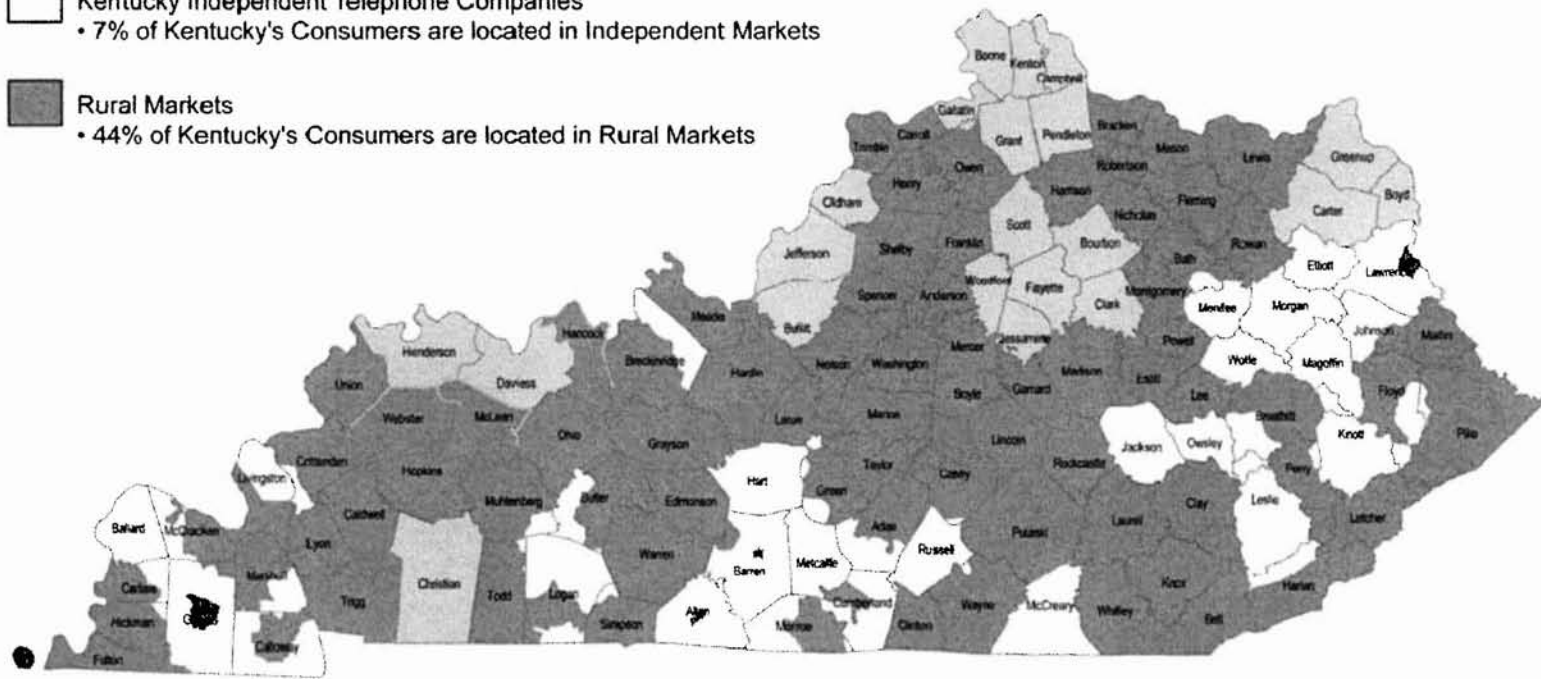 Kentucky Independent Telephone Companies
• 7% of Kentucky's Consumers are located in Independent Markets
Rural Markets
• 44% of Kentucky's Consumers are located in Rural Markets
Boone
Kenton
Campbell
Gallatin
Grant
Pendleton
Bracken
Carroll
Trimble
Owen
Henry
Mason
Robertson
Lewis
Greenup
Harrison
Fleming
Boyd
Oldham
Nicholas
Carter
Scott
Bourbon
Rowan
Jefferson
Shelby
Franklin
Bath
Elliott
Lawrence
Woodford
Fayette
Spencer
Anderson
Clark
Montgomery
Menifee
Morgan
Bullitt
Meade
Jessamine
Johnson
Martin
Hancock
Mercer
Powell
Henderson
Breckinridge
Wolfe
Magoffin
Daviess
Hardin
Nelson
Washington
Madison
Estill
Union
Boyle
Garrard
Lee
Floyd
Webster
McLean
Larue
Marion
Breathitt
Ohio
Grayson
Lincoln
Jackson
Owsley
Knott
Pike
Crittenden
Hopkins
Taylor
Casey
Rockcastle
Perry
Livingston
Hart
Muhlenberg
Butler
Edmonson
Green
Clay
Leslie
Caldwell
Letcher
Ballard
McCracken
Adair
Pulaski
Laurel
Lyon
Warren
Russell
Barren
Metcalfe
Carlisle
Marshall
Christian
Knox
Harlan
Trigg
Todd
Logan
Cumberland
Wayne
McCreary
Whitley
Hickman
Allen
Simpson
Monroe
Clinton
Bell
Calloway
Fulton